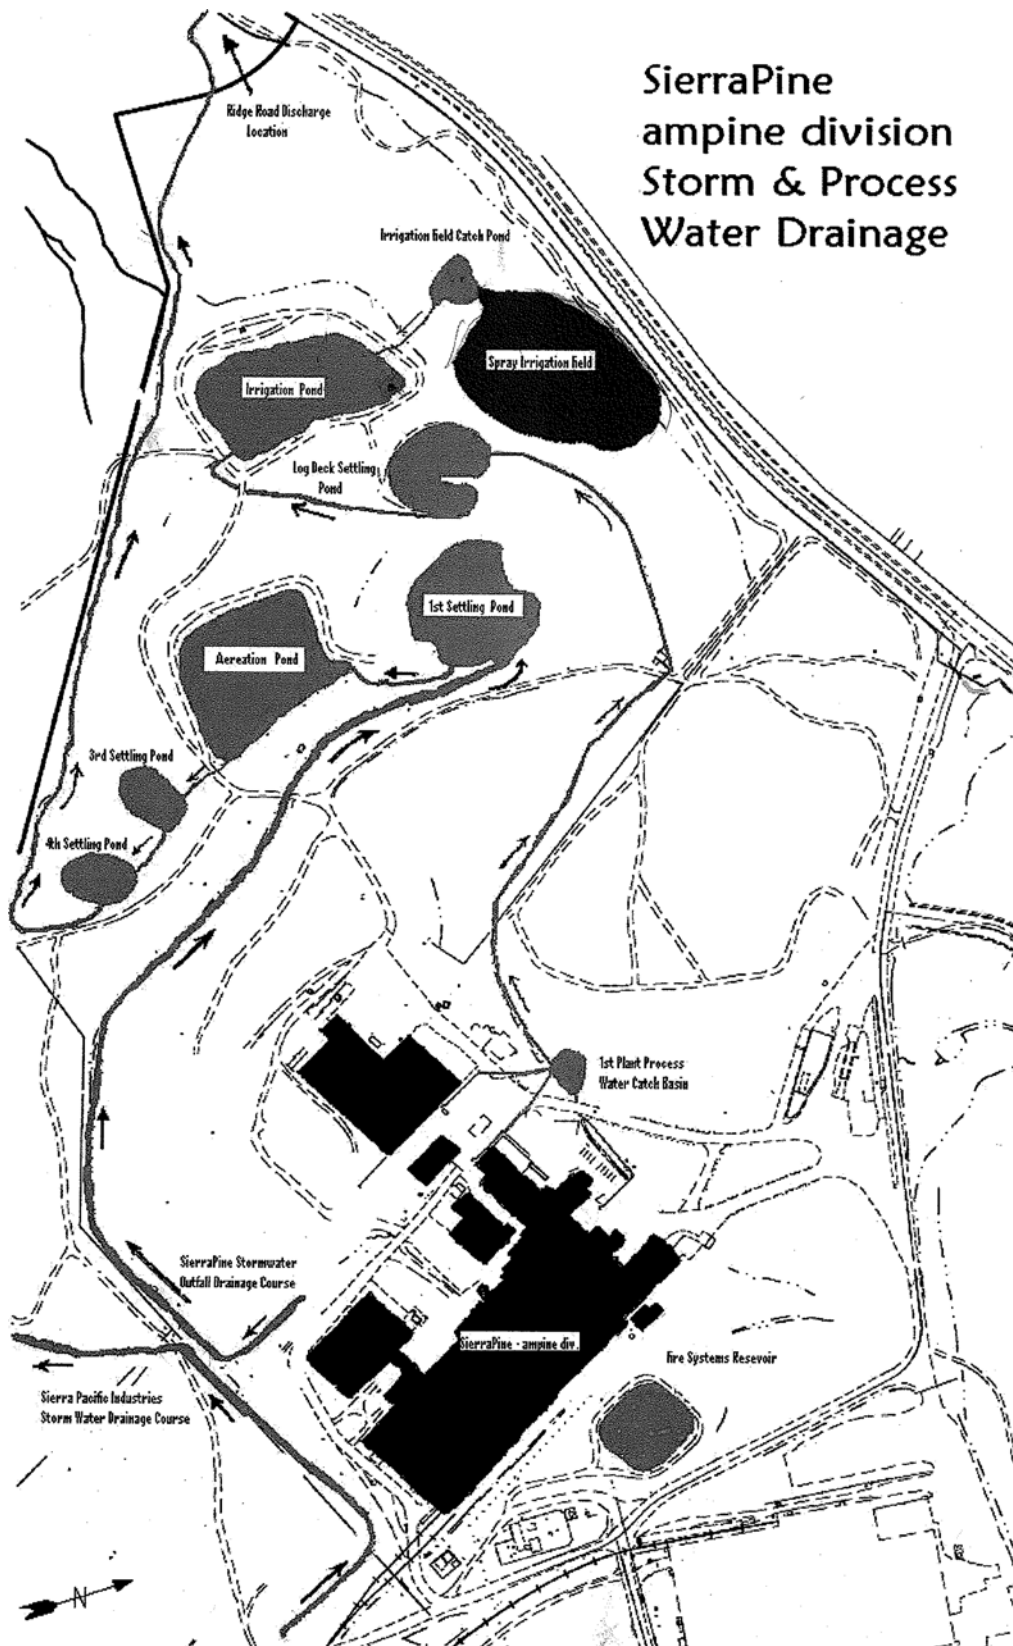 SierraPine
ampine division
Storm & Process
Water Drainage
Ridge Road Discharge
Location
Irrigation field Catch Pond
Spray Irrigation field
Irrigation Pond
Log Deck Settling
Pond
1st Settling Pond
Aereation Pond
3rd Settling Pond
4th Settling Pond
1st Plant Process
Water Catch Basin
SierraPine Stormwater
Outfall Drainage Course
SierraPine - ampine div.
Fire Systems Resevoir
Sierra Pacific Industries
Storm Water Drainage Course
N